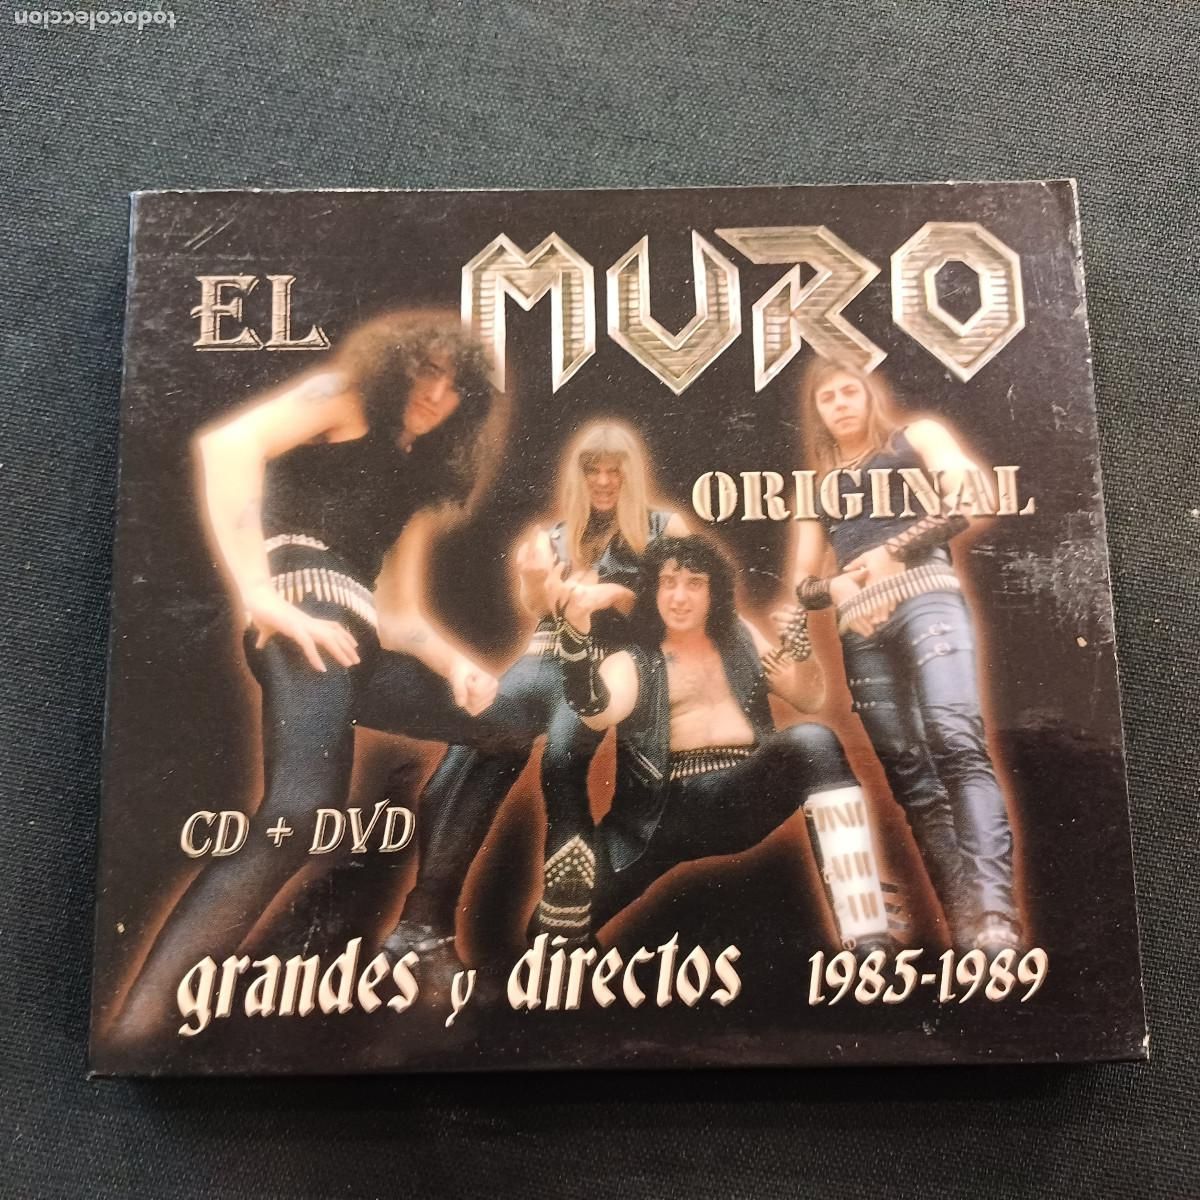 todocoleccion
EL MURO
ORIGINAL
CD + DVD
grandes y directos 1985-1989